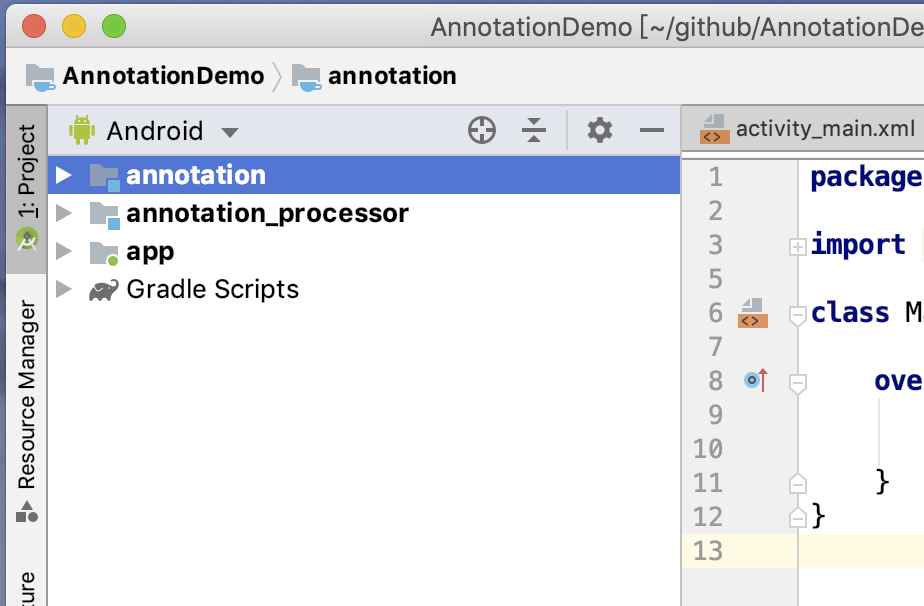 AnnotationDemo [~/github/AnnotationDe
AnnotationDemo
annotation
1: Project
Resource Manager
ure
Android
annotation
annotation_processor
app
Gradle Scripts
activity_main.xml
1 package
2
3 import
5
6 class M
7
8 ove
9
10
11 }
12 }
13